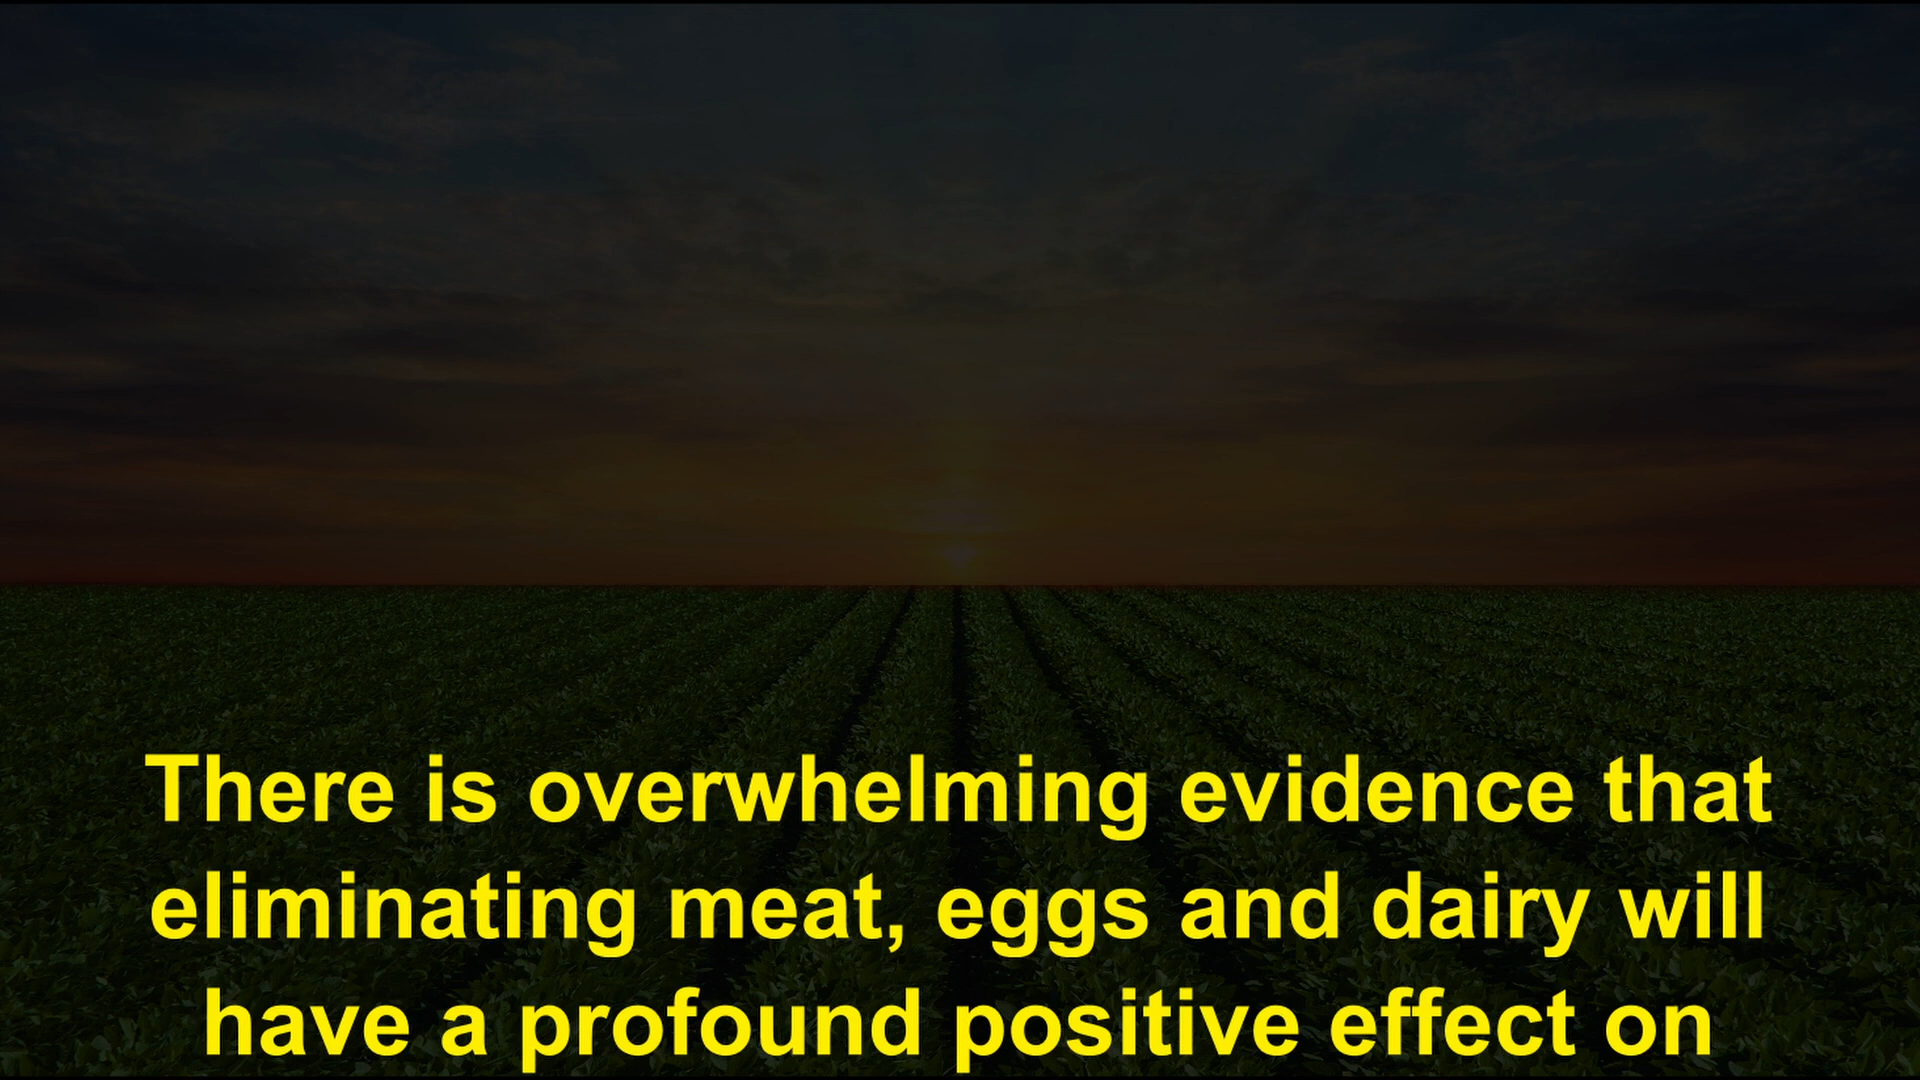 There is overwhelming evidence that
eliminating meat, eggs and dairy will
have a profound positive effect on